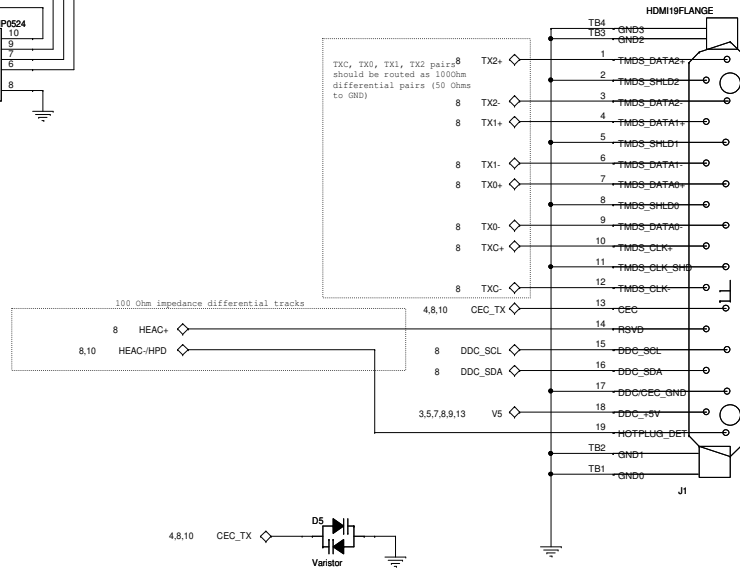 P0524
10
9
7
6
8
HDMI19FLANGE
TB4 GND3
TB3 GND2
TXC, TX0, TX1, TX2 pairs
should be routed as 100Ohm
differential pairs (50 Ohms
to GND)
8 TX2+ 1 TMDS_DATA2+
2 TMDS_SHLD2
8 TX2- 3 TMDS_DATA2-
8 TX1+ 4 TMDS_DATA1+
5 TMDS_SHLD1
8 TX1- 6 TMDS_DATA1-
8 TX0+ 7 TMDS_DATA0+
8 TMDS_SHLD0
8 TX0- 9 TMDS_DATA0-
8 TXC+ 10 TMDS_CLK+
11 TMDS_CLK_SHD
8 TXC- 12 TMDS_CLK-
100 Ohm impedance differential tracks
4,8,10 CEC_TX 13 CEC
8 HEAC+ 14 RSVD
8,10 HEAC-/HPD
8 DDC_SCL 15 DDC_SCL
8 DDC_SDA 16 DDC_SDA
17 DDC/CEC_GND
3,5,7,8,9,13 V5 18 DDC_+5V
19 HOTPLUG_DET
TB2 GND1
TB1 GND0
J1
D5
4,8,10 CEC_TX
Varistor